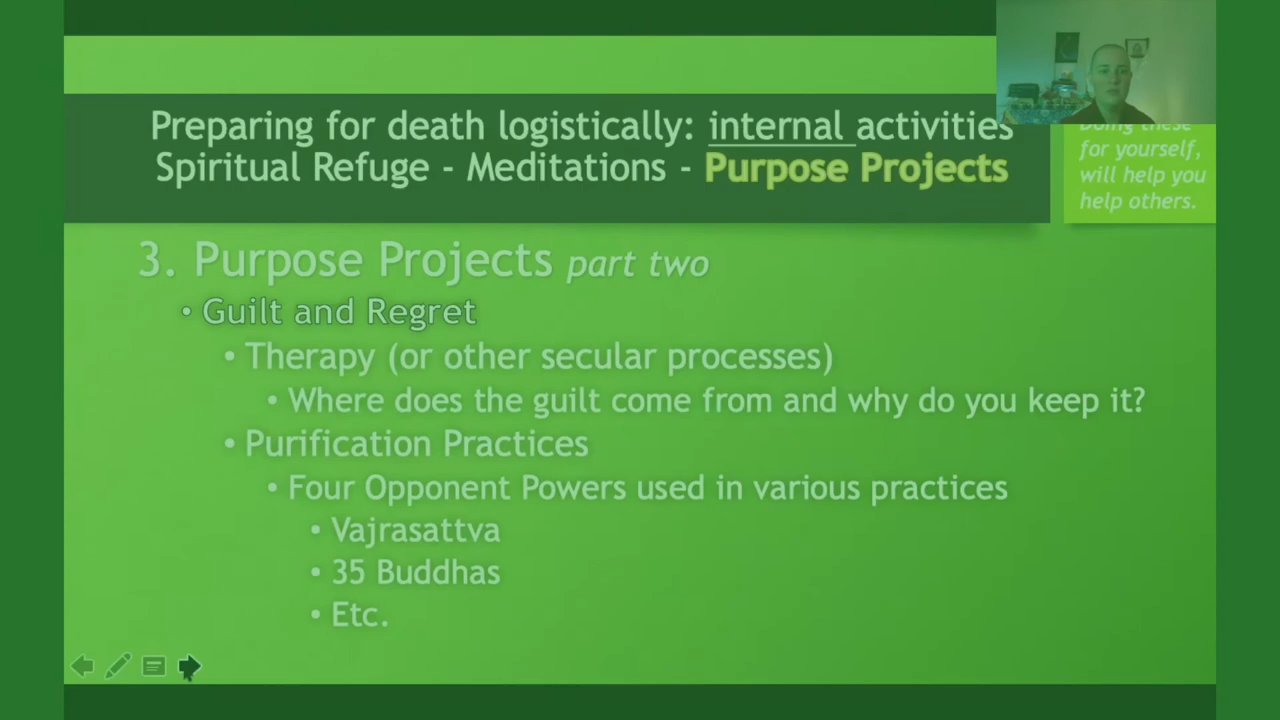 Preparing for death logistically: internal activities
Spiritual Refuge - Meditations - Purpose Projects
Doing these
for yourself,
will help you
help others.
3. Purpose Projects part two
• Guilt and Regret
• Therapy (or other secular processes)
• Where does the guilt come from and why do you keep it?
• Purification Practices
• Four Opponent Powers used in various practices
• Vajrasattva
• 35 Buddhas
• Etc.